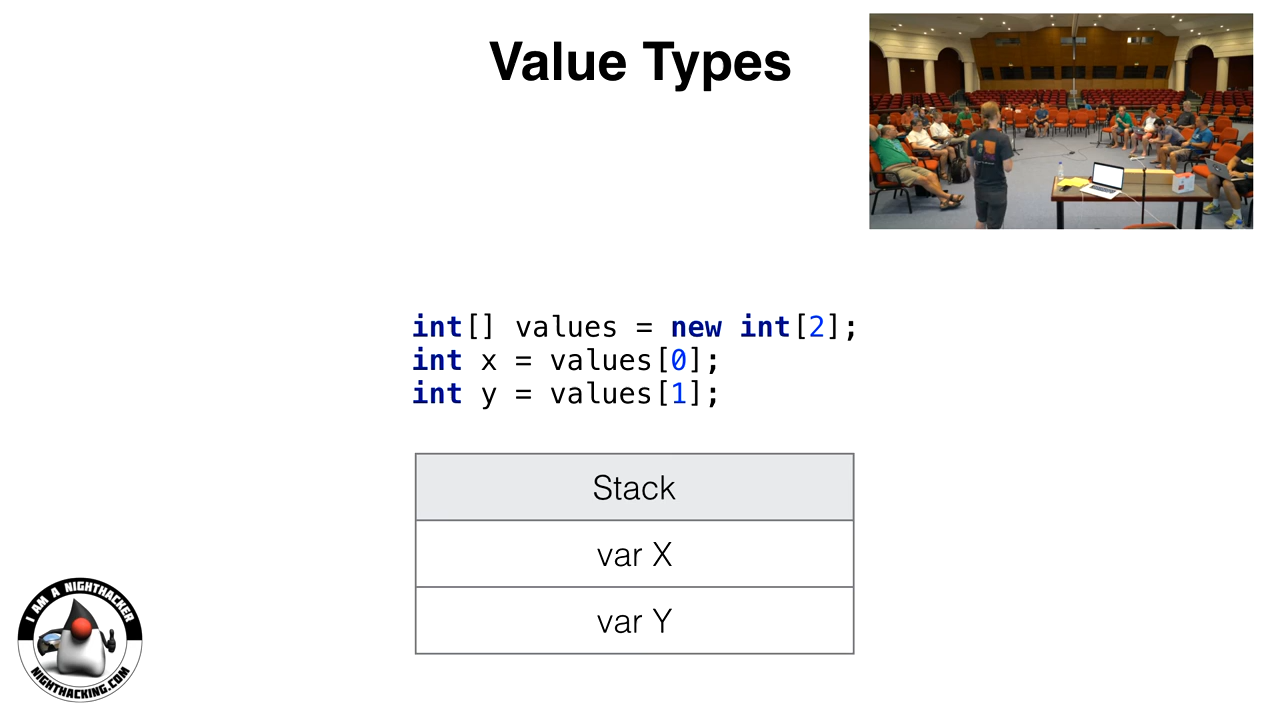 Value Types
int[] values = new int[2];
int x = values[0];
int y = values[1];
Stack
var X
var Y
I AM A NIGHTHACKER
NIGHTHACKING.COM